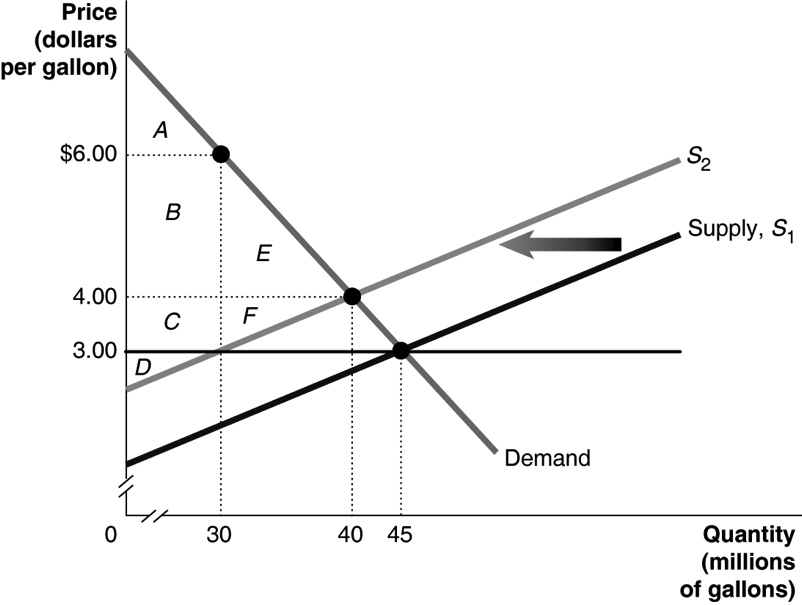 Price
(dollars
per gallon)
A
$6.00
S2
B
Supply, S1
E
4.00
C
F
3.00
D
Demand
0
30
40
45
Quantity
(millions
of gallons)